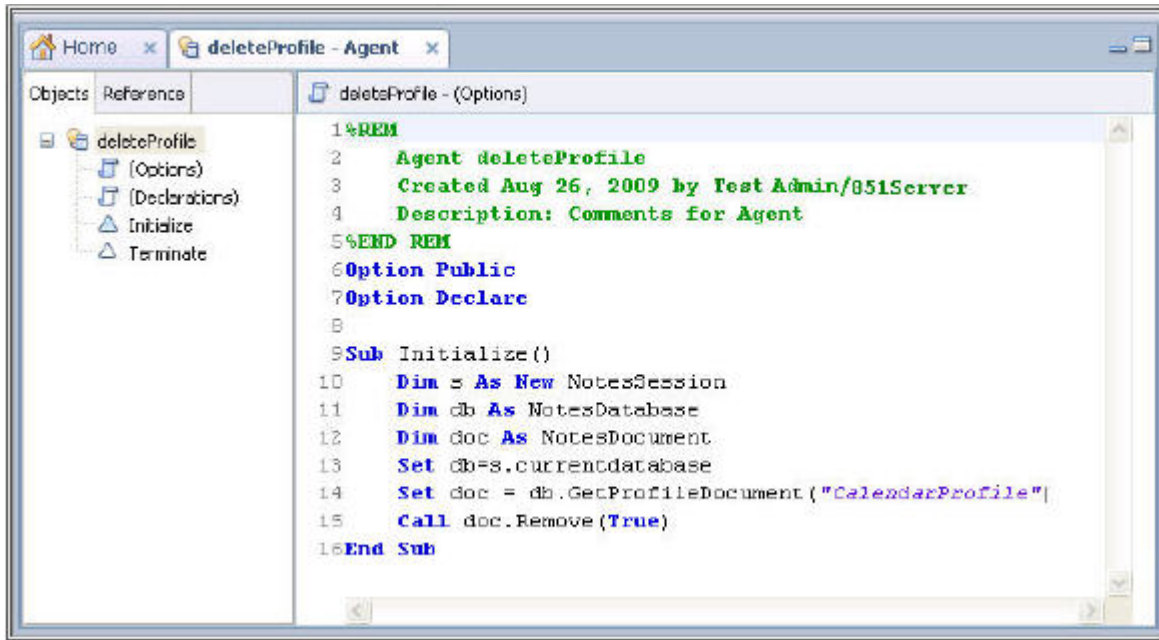 Home
deleteProfile - Agent
Objects Reference
deleteProfile
(Options)
(Declarations)
Initialize
Terminate
deleteProfile - (Options)
1 %REM
2 Agent deleteProfile
3 Created Aug 26, 2009 by Test Admin/851Server
4 Description: Comments for Agent
5 %END REM
6 Option Public
7 Option Declare
8
9 Sub Initialize()
10 Dim s As New NotesSession
11 Dim db As NotesDatabase
12 Dim doc As NotesDocument
13 Set db=s.currentdatabase
14 Set doc = db.GetProfileDocument("CalendarProfile"
15 Call doc.Remove(True)
16 End Sub